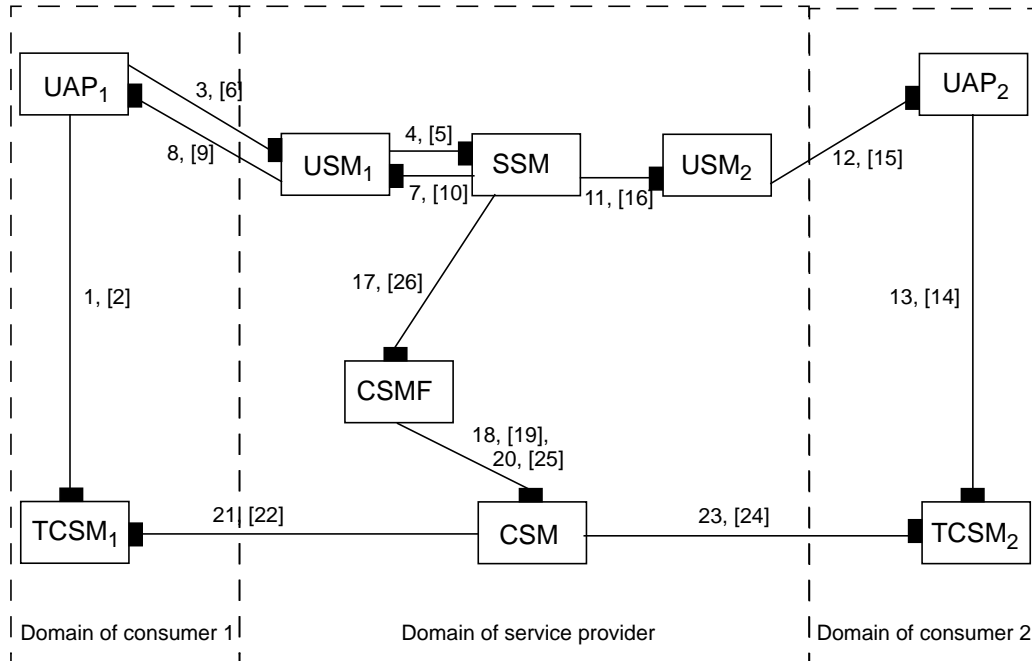 UAP1
UAP2
3, [6]
4, [5]
8, [9]
USM1
SSM
USM2
12, [15]
7, [10]
11, [16]
17, [26]
1, [2]
13, [14]
CSMF
18, [19],
20, [25]
21, [22]
23, [24]
TCSM1
CSM
TCSM2
Domain of consumer 1
Domain of service provider
Domain of consumer 2